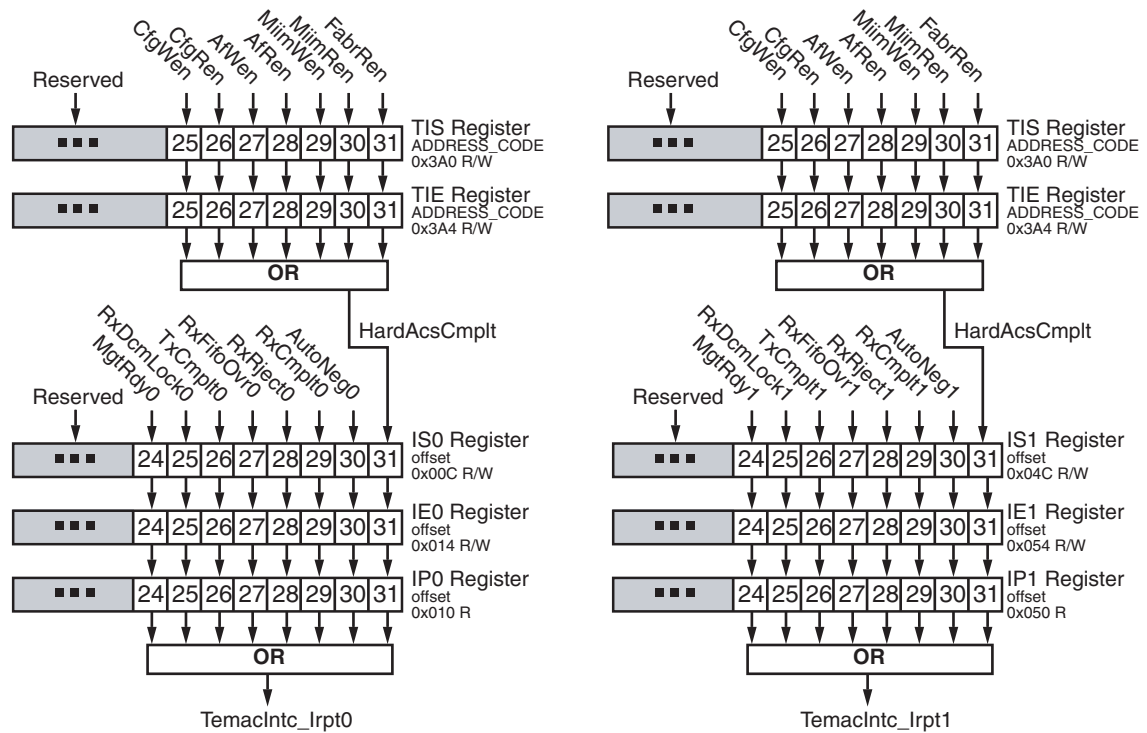 CfgWen
CfgRen
AfWen
AfRen
MiimWen
MiimRen
FabrRen
Reserved
25 26 27 28 29 30 31
TIS Register
ADDRESS_CODE
0x3A0 R/W
25 26 27 28 29 30 31
TIE Register
ADDRESS_CODE
0x3A4 R/W
OR
HardAcsCmplt
MgtRdy0
RxDcmLock0
TxCmplt0
RxFifoOvr0
RxRject0
RxCmplt0
AutoNeg0
Reserved
24 25 26 27 28 29 30 31
IS0 Register
offset
0x00C R/W
24 25 26 27 28 29 30 31
IE0 Register
offset
0x014 R/W
24 25 26 27 28 29 30 31
IP0 Register
offset
0x010 R
OR
TemacIntc_Irpt0
CfgWen
CfgRen
AfWen
AfRen
MiimWen
MiimRen
FabrRen
Reserved
25 26 27 28 29 30 31
TIS Register
ADDRESS_CODE
0x3A0 R/W
25 26 27 28 29 30 31
TIE Register
ADDRESS_CODE
0x3A4 R/W
OR
HardAcsCmplt
MgtRdy1
RxDcmLock1
TxCmplt1
RxFifoOvr1
RxRject1
RxCmplt1
AutoNeg1
Reserved
24 25 26 27 28 29 30 31
IS1 Register
offset
0x04C R/W
24 25 26 27 28 29 30 31
IE1 Register
offset
0x054 R/W
24 25 26 27 28 29 30 31
IP1 Register
offset
0x050 R
OR
TemacIntc_Irpt1